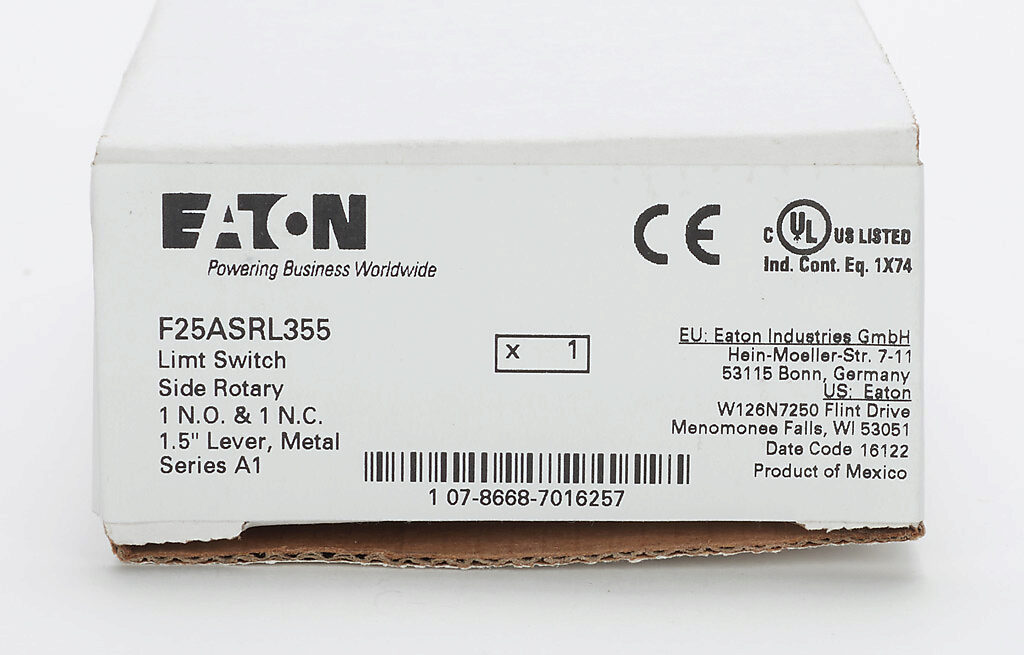 EATON
Powering Business Worldwide
CE
C UL US LISTED
Ind. Cont. Eq. 1X74
F25ASRL355
Limt Switch
Side Rotary
1 N.O. & 1 N.C.
1.5" Lever, Metal
Series A1
x 1
EU: Eaton Industries GmbH
Hein-Moeller-Str. 7-11
53115 Bonn, Germany
US: Eaton
W126N7250 Flint Drive
Menomonee Falls, WI 53051
Date Code 16122
Product of Mexico
1 07-8668-7016257